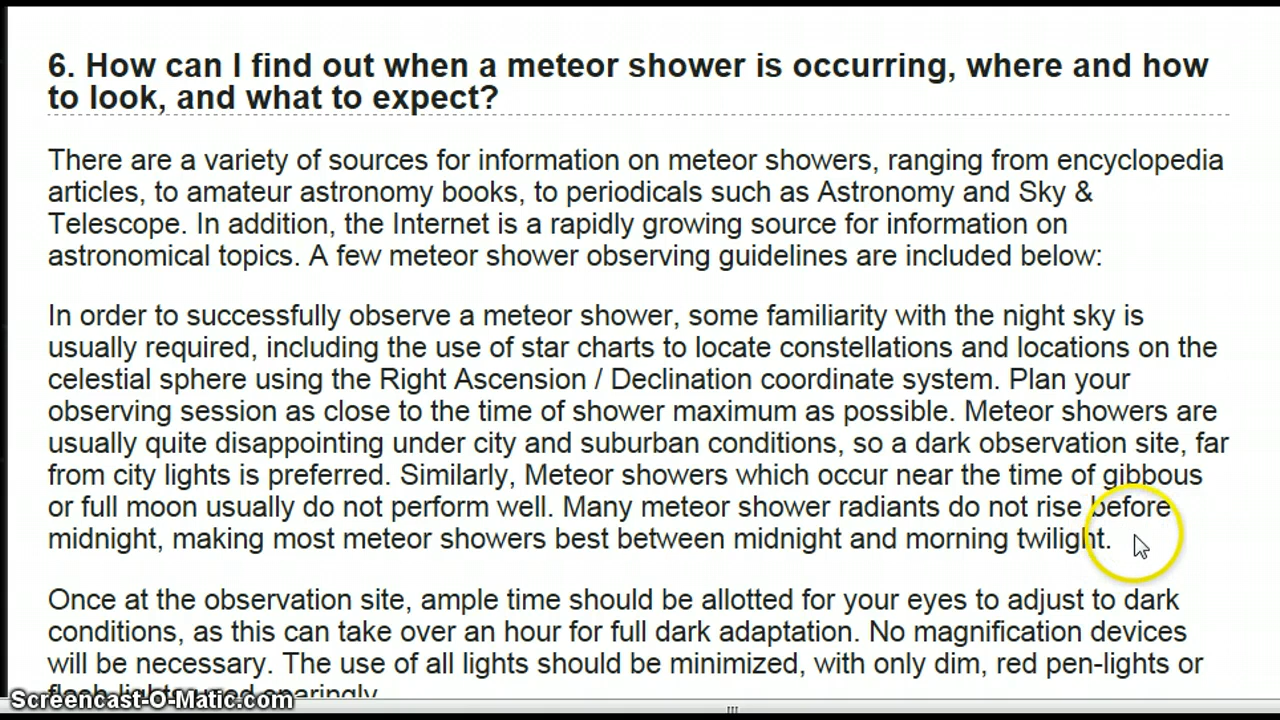 6. How can I find out when a meteor shower is occurring, where and how
to look, and what to expect?
There are a variety of sources for information on meteor showers, ranging from encyclopedia
articles, to amateur astronomy books, to periodicals such as Astronomy and Sky &
Telescope. In addition, the Internet is a rapidly growing source for information on
astronomical topics. A few meteor shower observing guidelines are included below:
In order to successfully observe a meteor shower, some familiarity with the night sky is
usually required, including the use of star charts to locate constellations and locations on the
celestial sphere using the Right Ascension / Declination coordinate system. Plan your
observing session as close to the time of shower maximum as possible. Meteor showers are
usually quite disappointing under city and suburban conditions, so a dark observation site, far
from city lights is preferred. Similarly, Meteor showers which occur near the time of gibbous
or full moon usually do not perform well. Many meteor shower radiants do not rise before
midnight, making most meteor showers best between midnight and morning twilight.
Once at the observation site, ample time should be allotted for your eyes to adjust to dark
conditions, as this can take over an hour for full dark adaptation. No magnification devices
will be necessary. The use of all lights should be minimized, with only dim, red pen-lights or
sparingly
Screencast-O-Matic.com